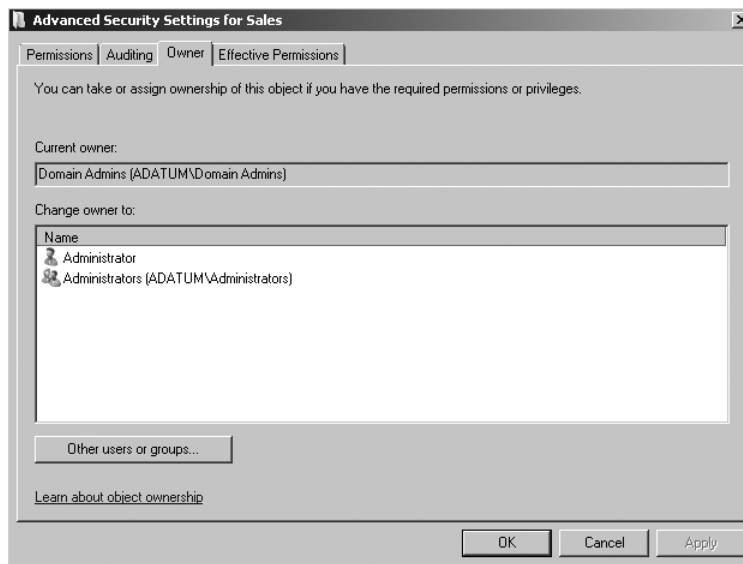 Advanced Security Settings for Sales
Permissions Auditing Owner Effective Permissions
You can take or assign ownership of this object if you have the required permissions or privileges.
Current owner:
Domain Admins (ADATUM\Domain Admins)
Change owner to:
Name
Administrator
Administrators (ADATUM\Administrators)
Other users or groups...
Learn about object ownership
OK Cancel Apply